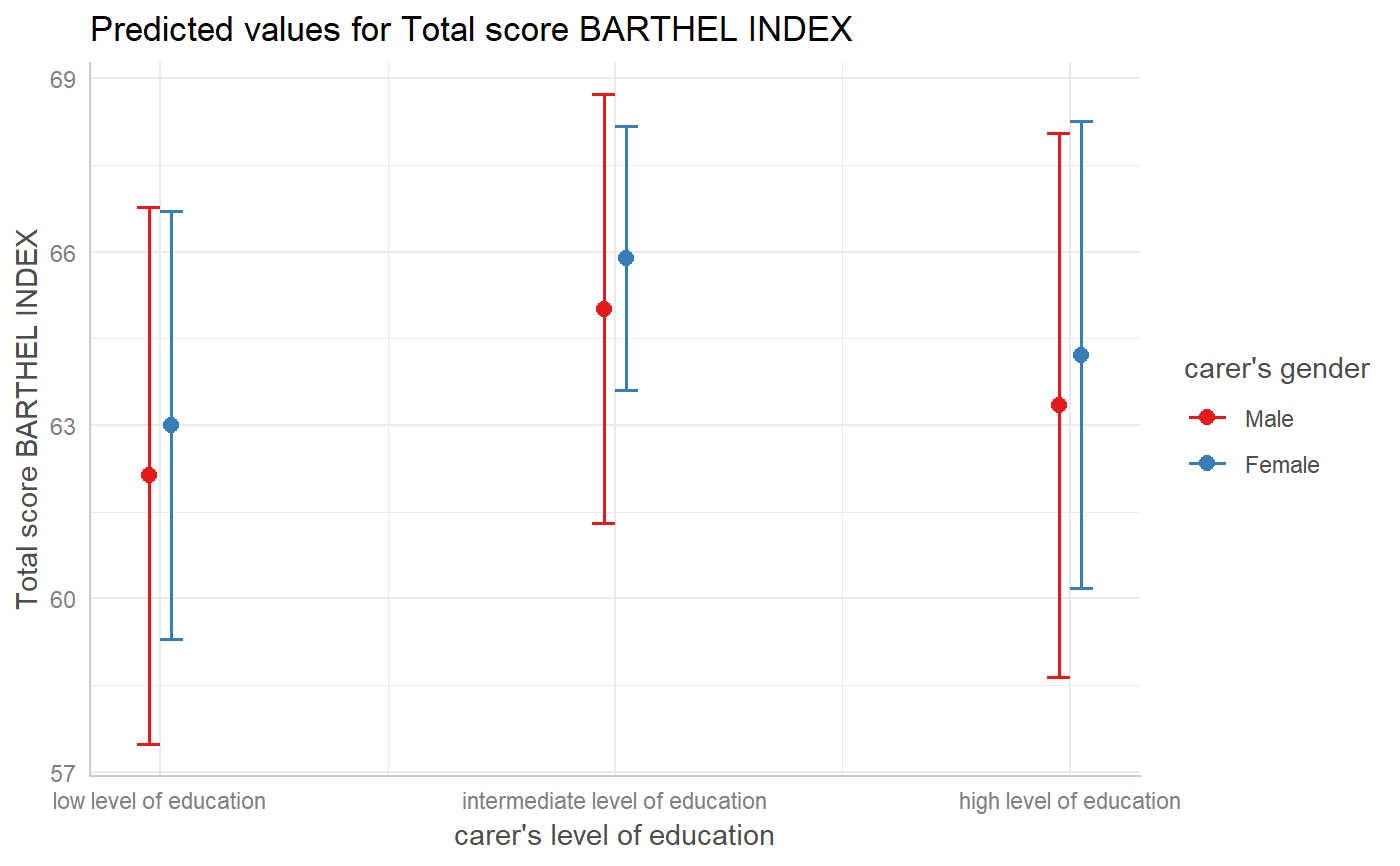 Predicted values for Total score BARTHEL INDEX
Total score BARTHEL INDEX
69
66
63
60
57
low level of education
intermediate level of education
high level of education
carer's level of education
carer's gender
Male
Female